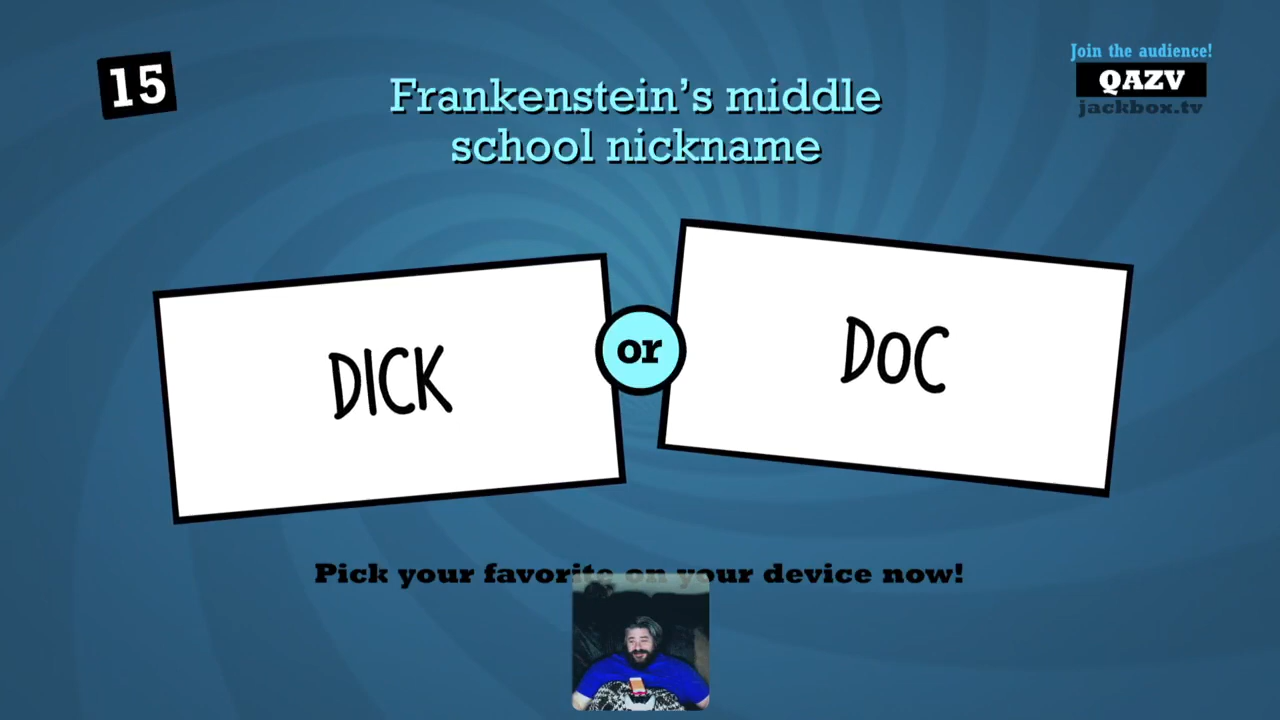 15
Join the audience!
QAZV
jackbox.tv
Frankenstein's middle
school nickname
DICK
or
DOC
Pick your favorite on your device now!